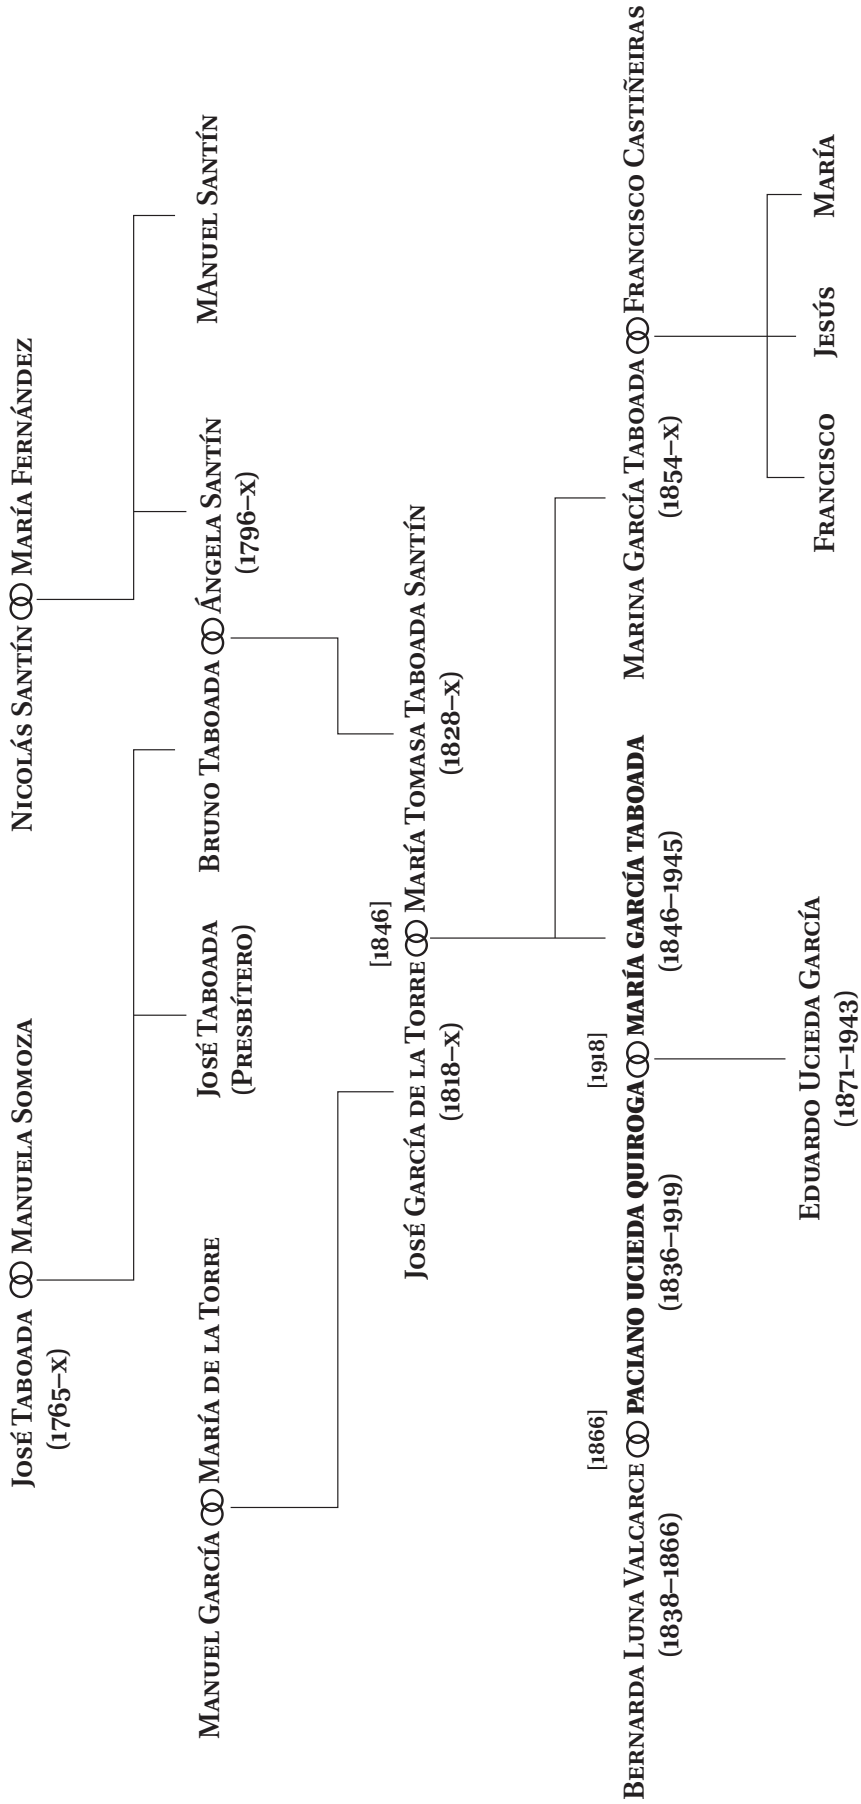 José Taboada Manuela Somoza
(1765–x)
Nicolás Santín María Fernández
Manuel García María de la Torre
José Taboada
(Presbítero)
Bruno Taboada Ángela Santín
(1796–x)
MAnuel Santín
[1846]
José García de la Torre María Tomasa Taboada Santín
(1818–x)
(1828–x)
[1866]
[1918]
Bernarda Luna Valcarce PACIANO UCIEDA QUIROGA MARÍA GARCÍA TABOADA
(1838–1866)
(1836–1919)
(1846–1945)
Marina García Taboada Francisco Castiñeiras
(1854–x)
Eduardo Ucieda García
(1871–1943)
Francisco
Jesús
María